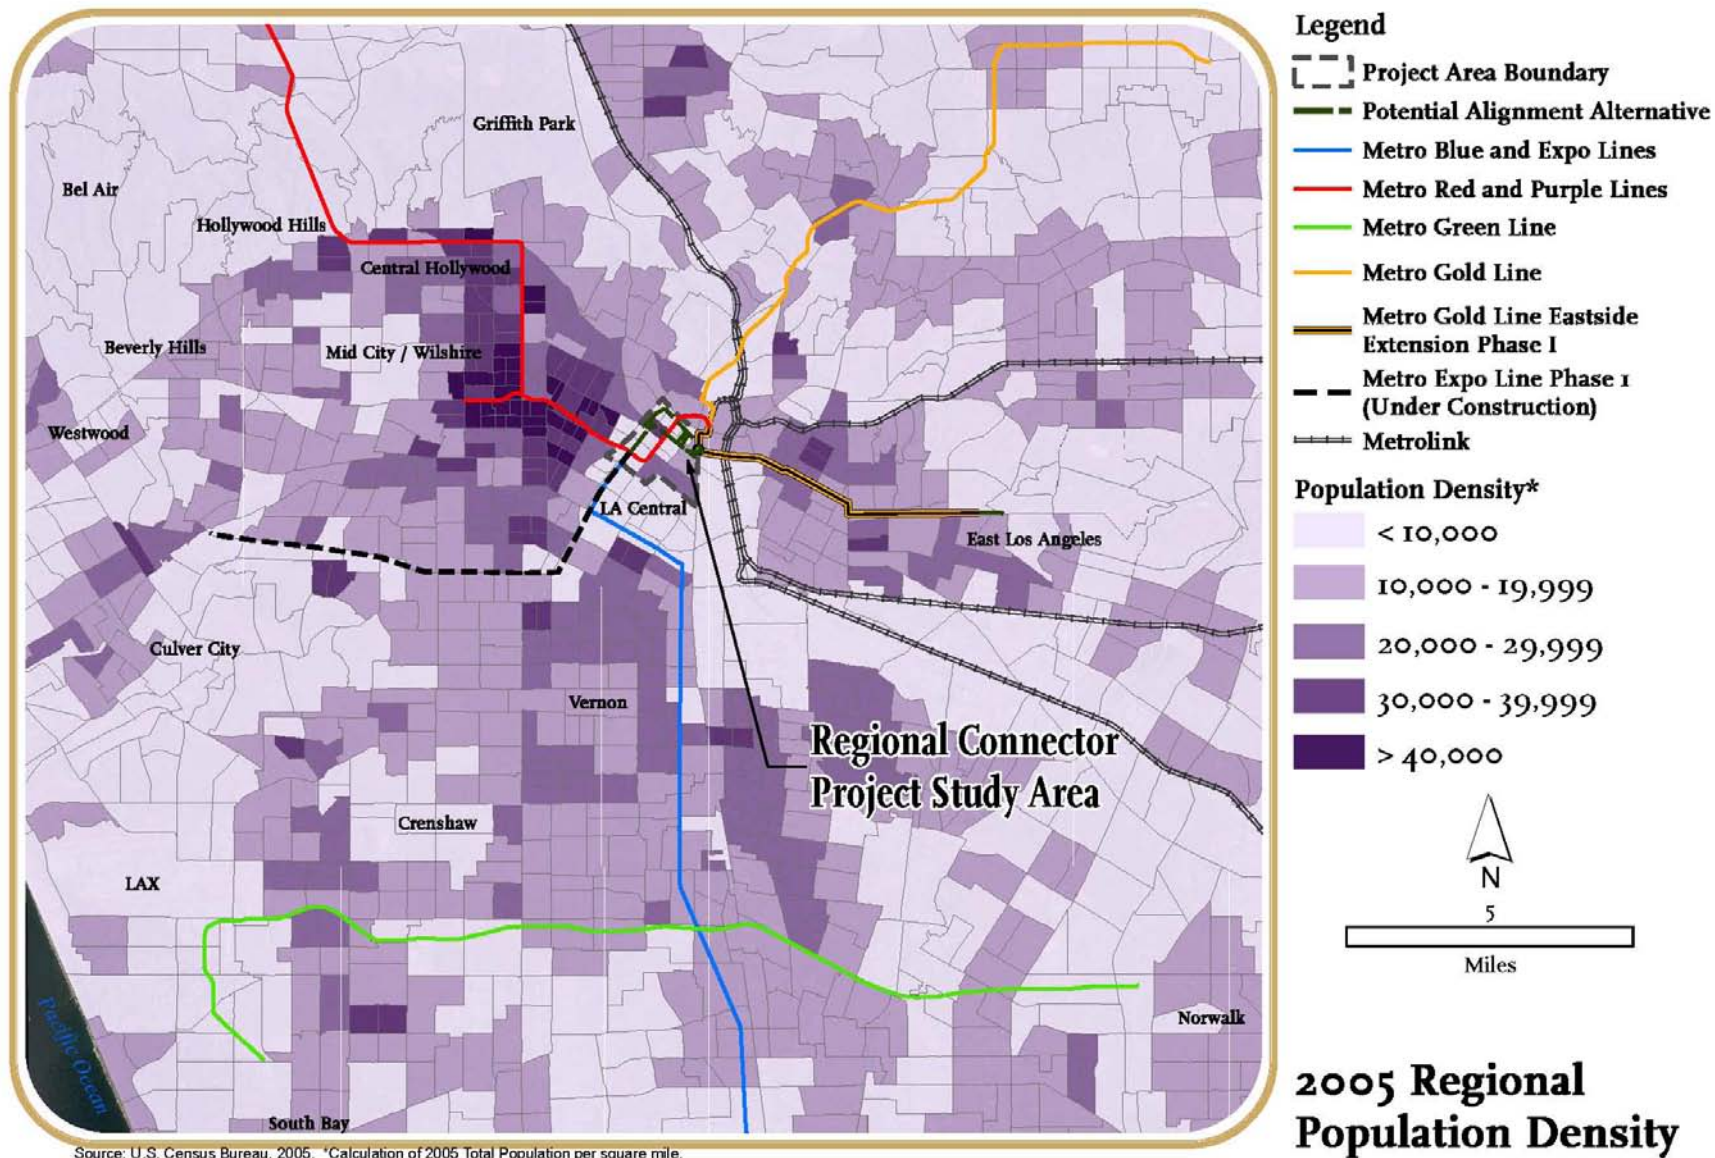 Griffith Park
Bel Air
Hollywood Hills
Central Hollywood
Beverly Hills
Mid City / Wilshire
Westwood
LA Central
East Los Angeles
Culver City
Vernon
Regional Connector
Project Study Area
Crenshaw
LAX
Pacific Ocean
Norwalk
South Bay
Source: U.S. Census Bureau, 2005. *Calculation of 2005 Total Population per square mile.
Legend
Project Area Boundary
Potential Alignment Alternative
Metro Blue and Expo Lines
Metro Red and Purple Lines
Metro Green Line
Metro Gold Line
Metro Gold Line Eastside
Extension Phase I
Metro Expo Line Phase 1
(Under Construction)
Metrolink
Population Density*
< 10,000
10,000 - 19,999
20,000 - 29,999
30,000 - 39,999
> 40,000
N
5
Miles
2005 Regional
Population Density